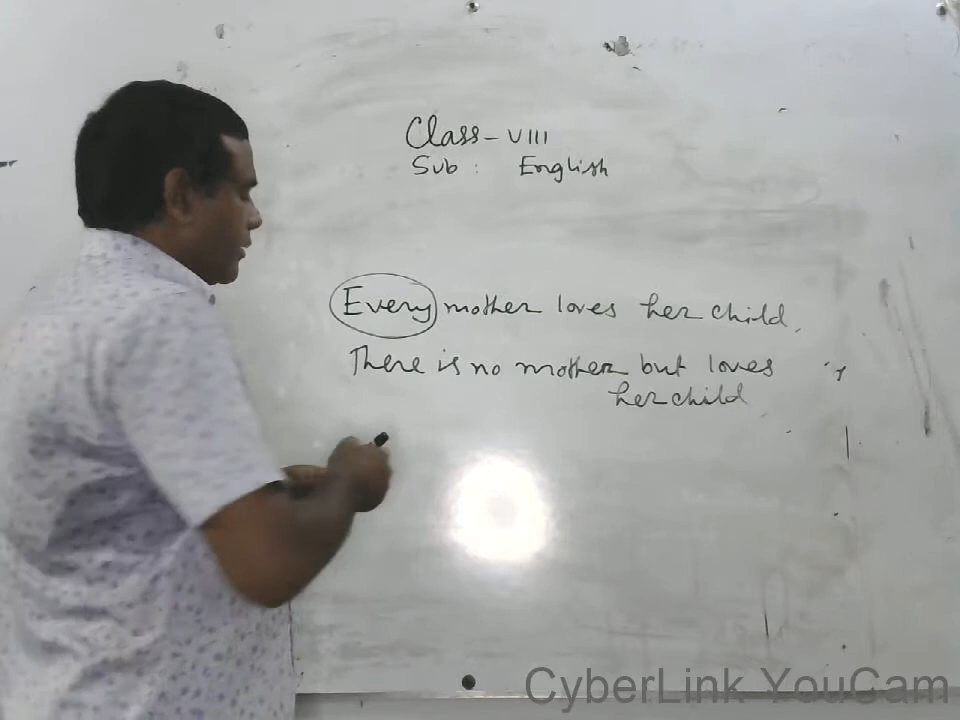 Class - VIII
Sub : English
Every mother loves her child.
There is no mother but loves
her child
CyberLink YouCam